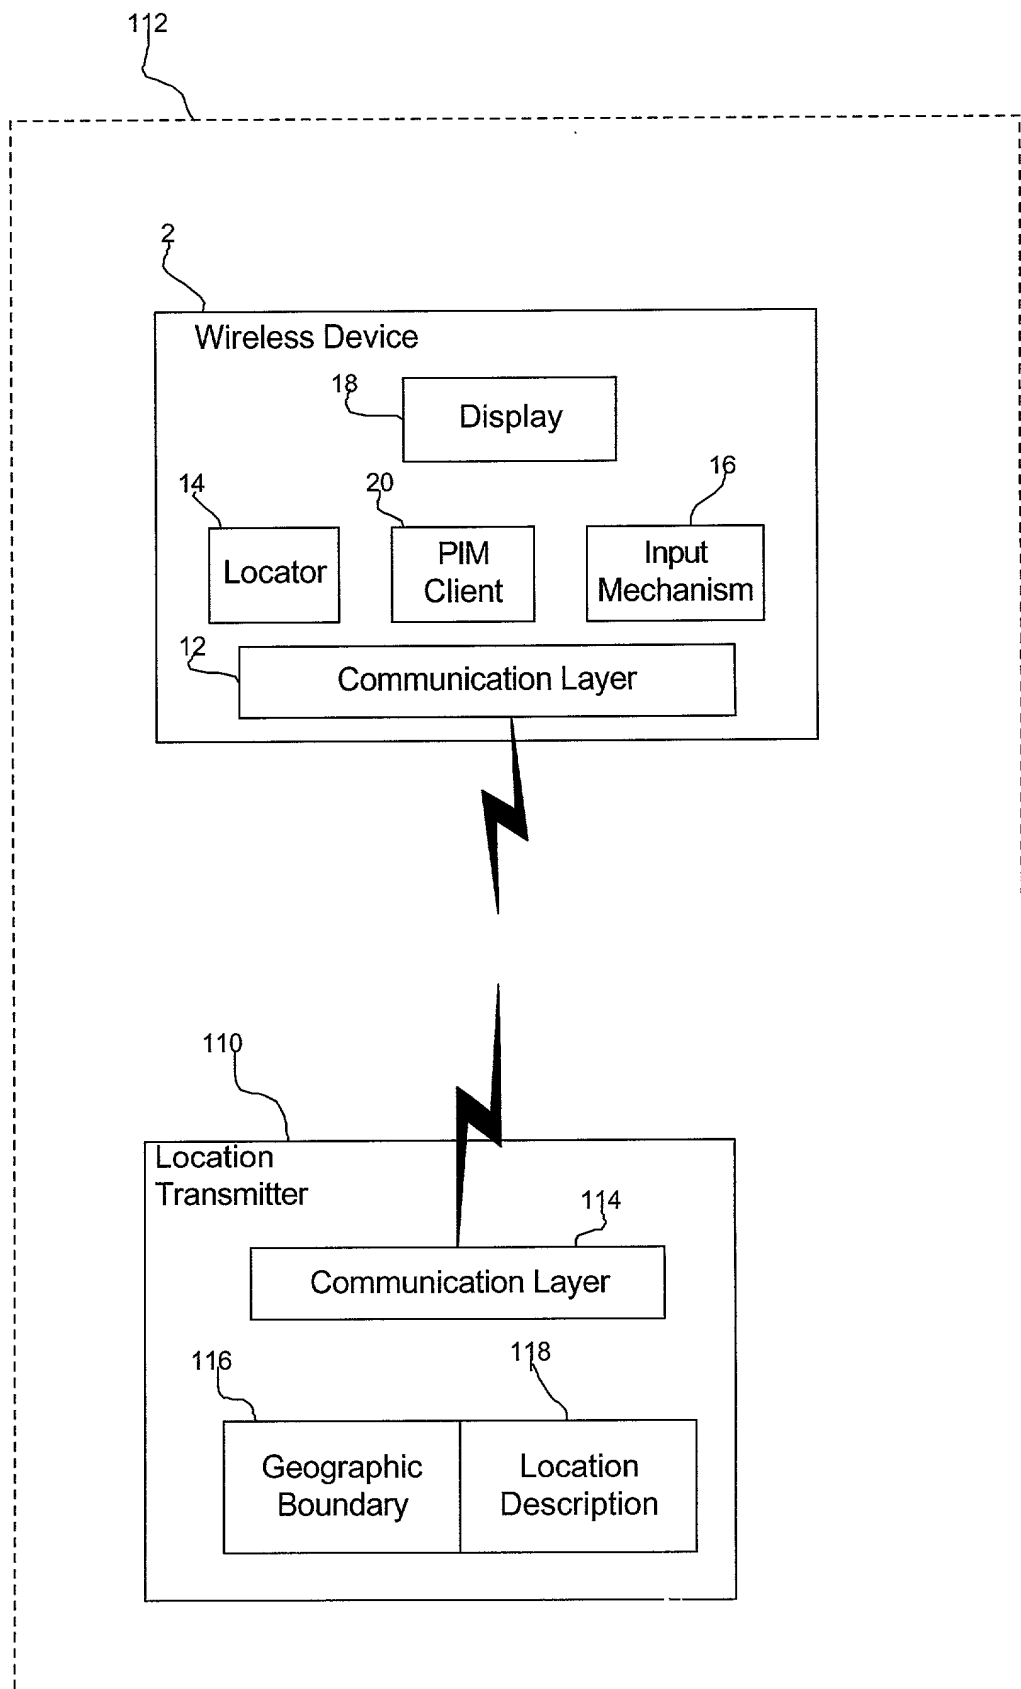 112
2
Wireless Device
18
Display
14
20
16
Locator
PIM
Client
Input
Mechanism
12
Communication Layer
110
Location
Transmitter
114
Communication Layer
116
118
Geographic
Boundary
Location
Description